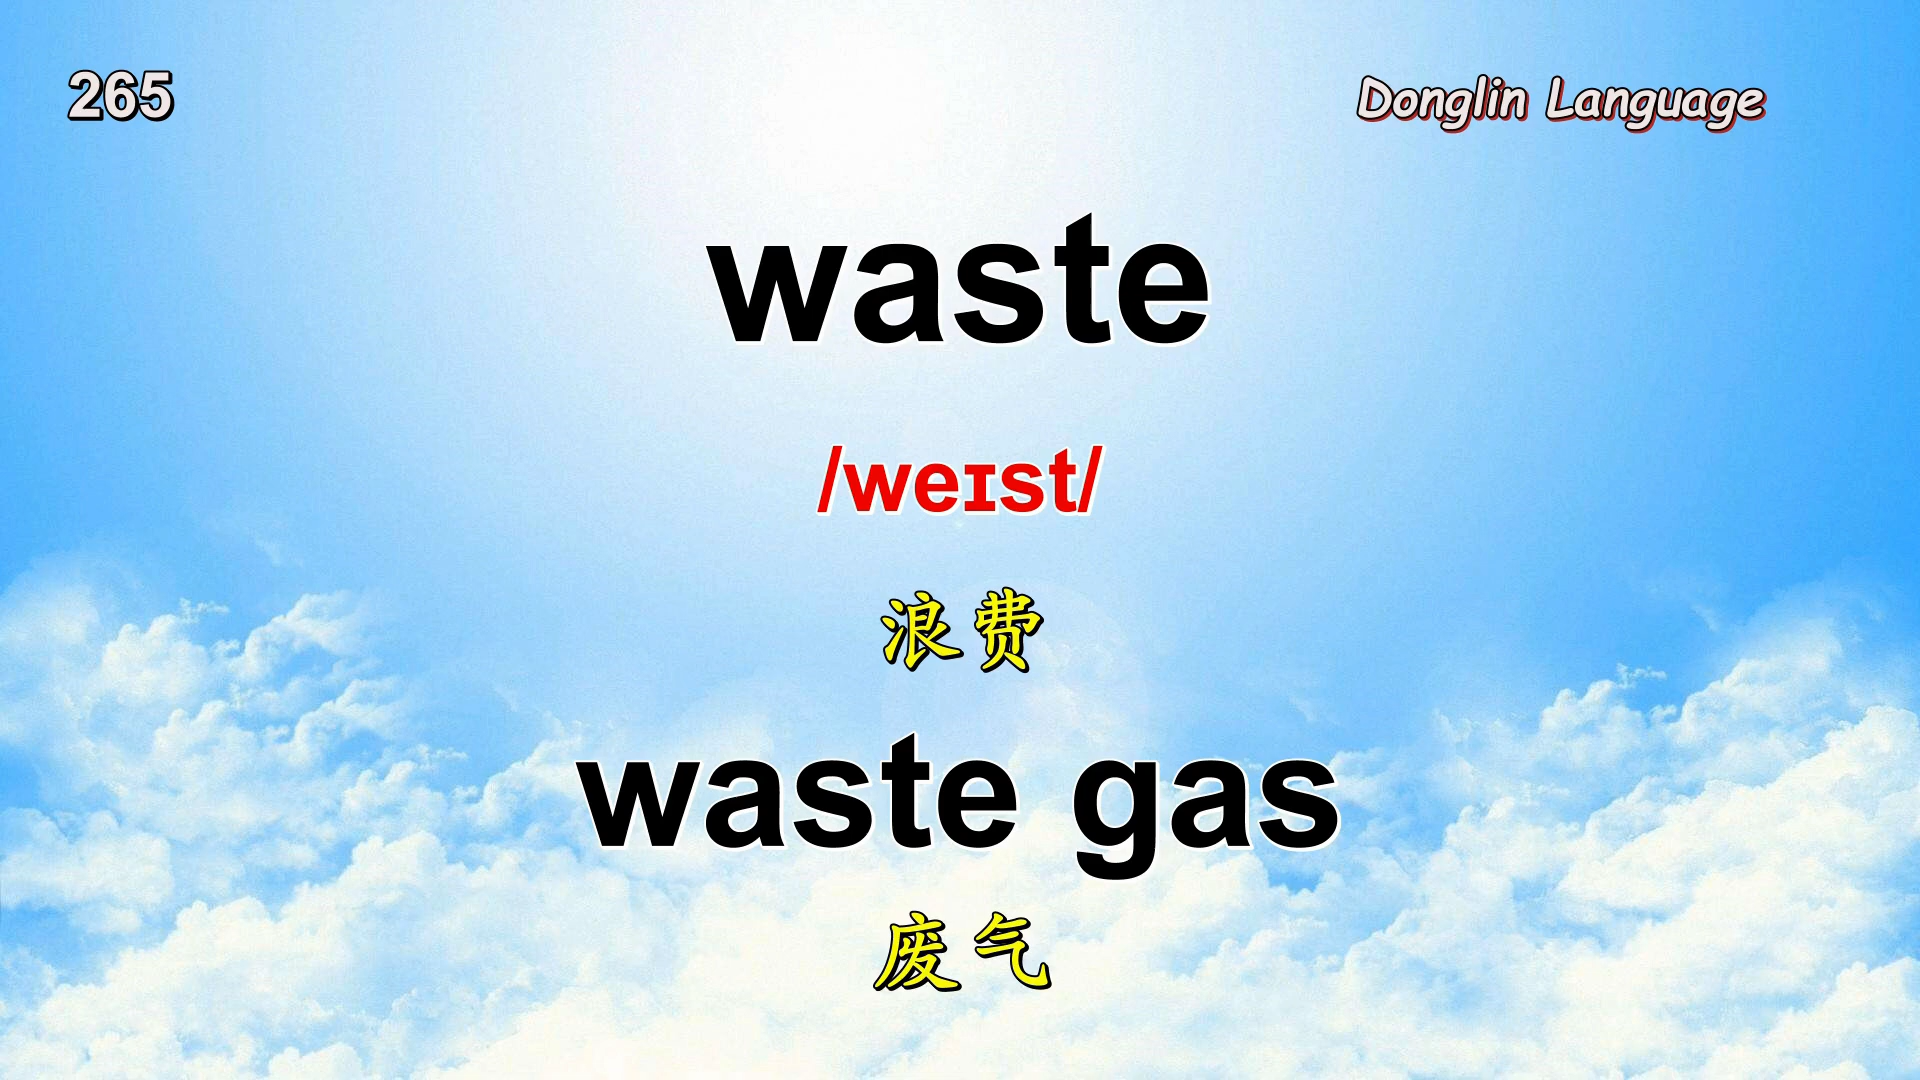 265
Donglin Language
waste
/weɪst/
浪费
waste gas
废气